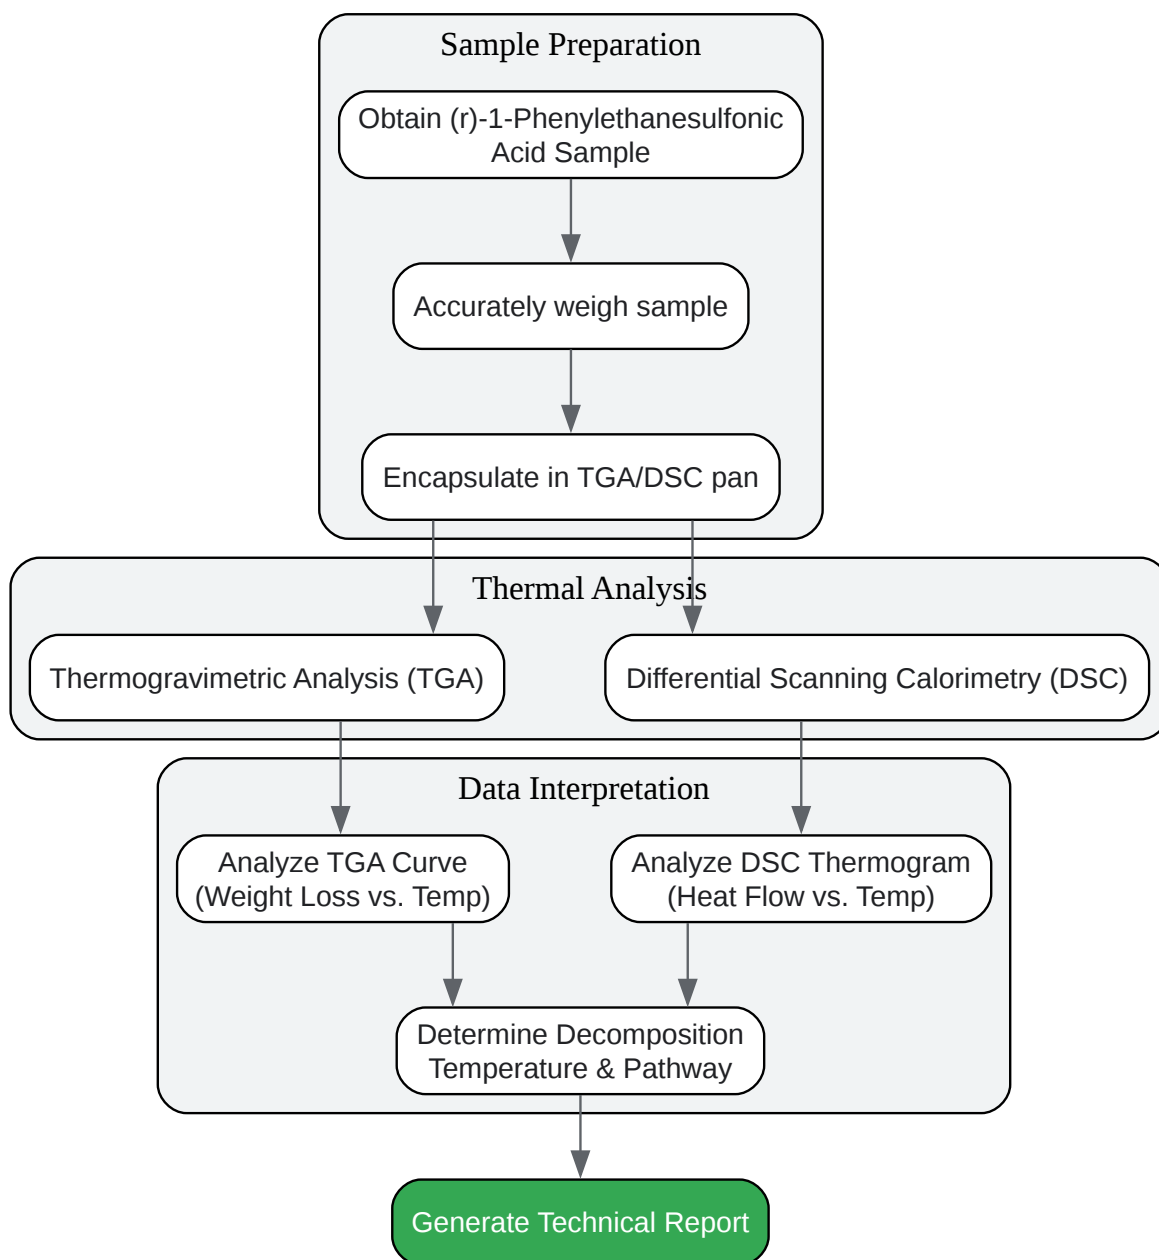 Sample Preparation
Obtain (r)-1-Phenylethanesulfonic
Acid Sample
Accurately weigh sample
Encapsulate in TGA/DSC pan
Thermal Analysis
Thermogravimetric Analysis (TGA)
Differential Scanning Calorimetry (DSC)
Data Interpretation
Analyze TGA Curve
(Weight Loss vs. Temp)
Analyze DSC Thermogram
(Heat Flow vs. Temp)
Determine Decomposition
Temperature & Pathway
Generate Technical Report